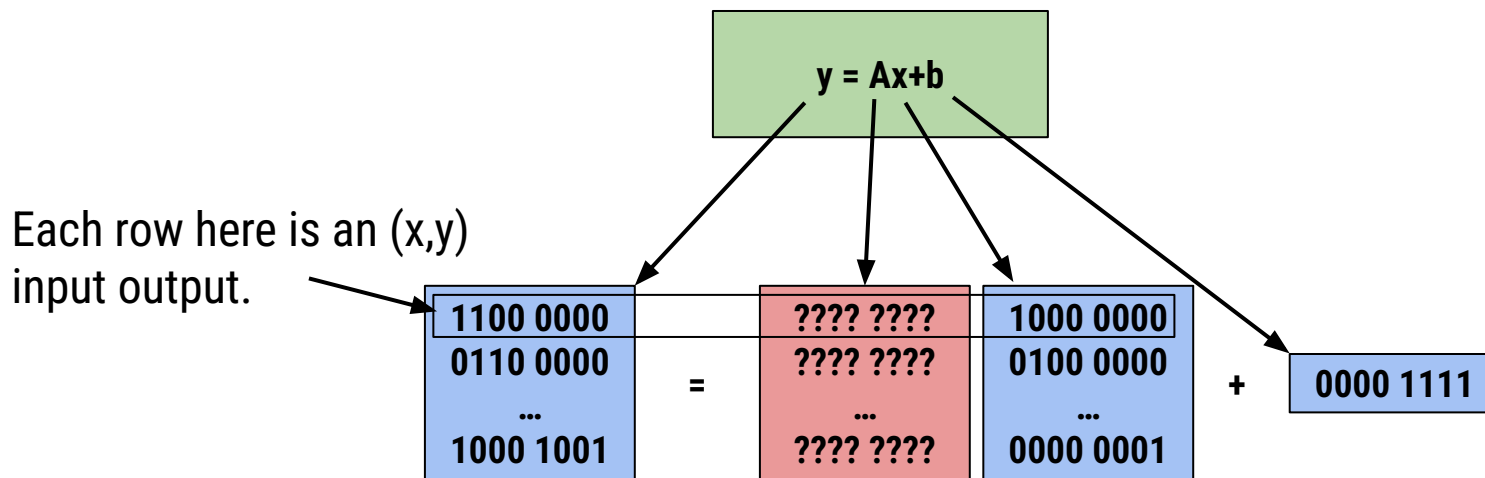 y = Ax+b
Each row here is an (x,y)
input output.
1100 0000 ???? ???? 1000 0000
0110 0000 ???? ???? 0100 0000
= + 0000 1111
... ... ...
1000 1001 ???? ???? 0000 0001